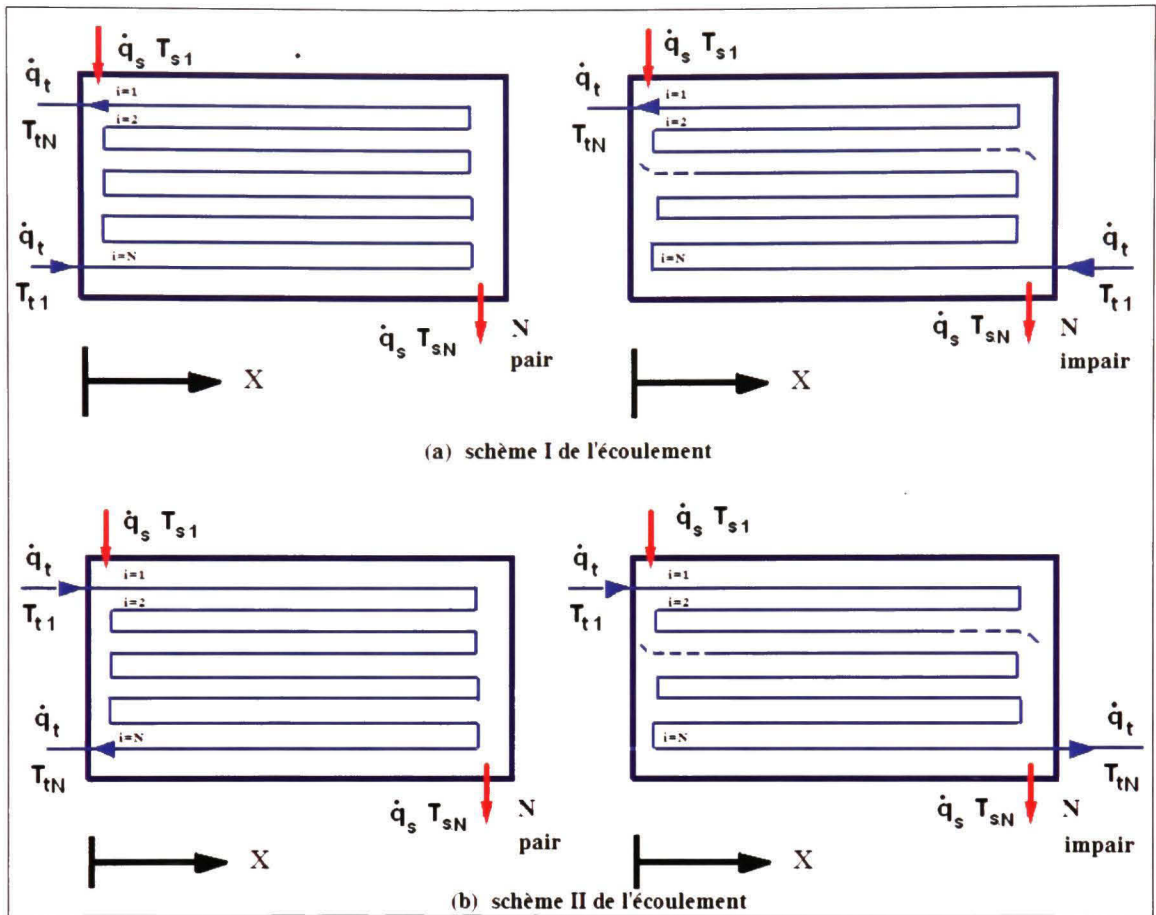 q̇s Ts1
q̇t
TtN
i=1
i=2
q̇t
Tt1
i=N
q̇s TsN
N
pair
X
q̇s Ts1
q̇t
TtN
i=1
i=2
i=N
q̇t
Tt1
q̇s TsN
N
impair
X
(a) schème I de l'écoulement
q̇s Ts1
q̇t
Tt1
i=1
i=2
q̇t
TtN
i=N
q̇s TsN
N
pair
X
q̇s Ts1
q̇t
Tt1
i=1
i=2
i=N
q̇t
TtN
q̇s TsN
N
impair
X
(b) schème II de l'écoulement